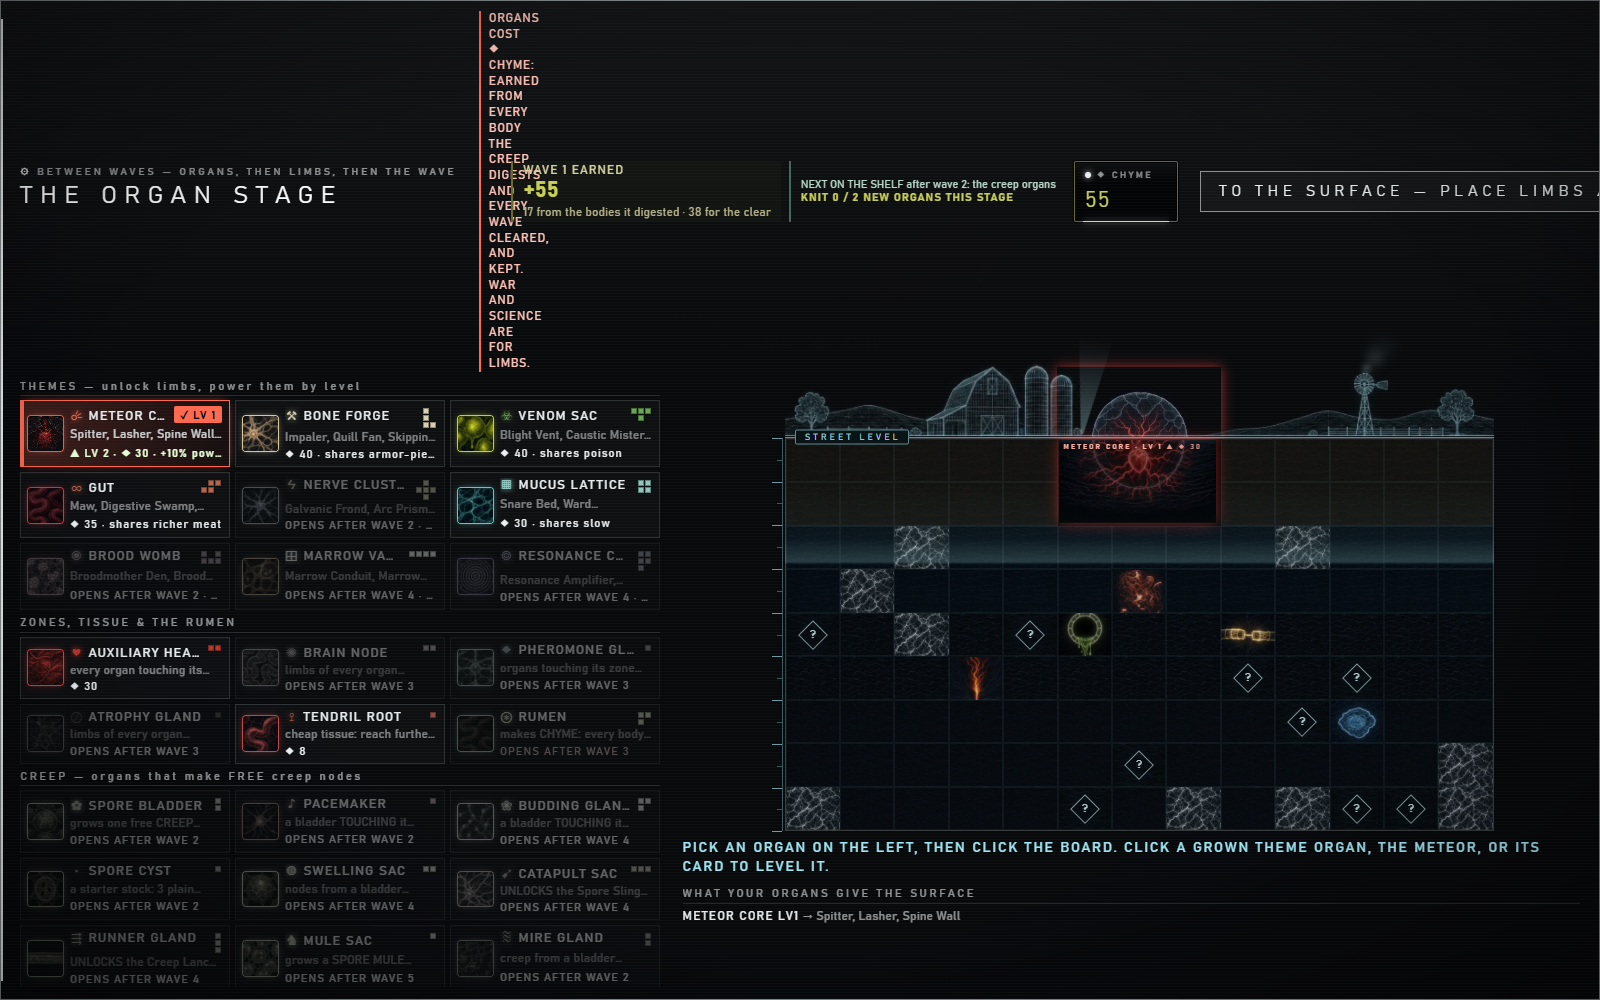 BETWEEN WAVES — ORGANS, THEN LIMBS, THEN THE WAVE
THE ORGAN STAGE
ORGANS
COST
◆
CHYME:
EARNED
FROM
EVERY
BODY
THE
CREEP
DIGESTS
AND
EVERY
WAVE
CLEARED,
AND
KEPT.
WAR
AND
SCIENCE
ARE
FOR
LIMBS.
WAVE 1 EARNED
+55
17 from the bodies it digested · 38 for the clear
NEXT ON THE SHELF after wave 2: the creep organs
KNIT 0 / 2 NEW ORGANS THIS STAGE
◆ CHYME
55
TO THE SURFACE — PLACE LIMBS
THEMES — unlock limbs, power them by level
METEOR C... ✓ LV 1
Spitter, Lasher, Spine Wall...
▲ LV 2 · ◆ 30 · +10% pow...
BONE FORGE
Impaler, Quill Fan, Skippin...
◆ 40 · shares armor-pie...
VENOM SAC
Blight Vent, Caustic Mister...
◆ 40 · shares poison
GUT
Maw, Digestive Swamp,...
◆ 35 · shares richer meat
NERVE CLUST...
Galvanic Frond, Arc Prism...
OPENS AFTER WAVE 2 · ...
MUCUS LATTICE
Snare Bed, Ward...
◆ 30 · shares slow
BROOD WOMB
Broodmother Den, Brood...
OPENS AFTER WAVE 2 · ...
MARROW VA...
Marrow Conduit, Marrow...
OPENS AFTER WAVE 4 · ...
RESONANCE C...
Resonance Amplifier,...
OPENS AFTER WAVE 4 · ...
ZONES, TISSUE & THE RUMEN
AUXILIARY HEA...
every organ touching its...
◆ 30
BRAIN NODE
limbs of every organ...
OPENS AFTER WAVE 3
PHEROMONE GL...
organs touching its zone...
OPENS AFTER WAVE 3
ATROPHY GLAND
limbs of every organ...
OPENS AFTER WAVE 3
TENDRIL ROOT
cheap tissue: reach furthe...
◆ 8
RUMEN
makes CHYME: every body...
OPENS AFTER WAVE 3
CREEP — organs that make FREE creep nodes
SPORE BLADDER
grows one free CREEP...
OPENS AFTER WAVE 2
PACEMAKER
a bladder TOUCHING it...
OPENS AFTER WAVE 2
BUDDING GLAN...
a bladder TOUCHING it...
OPENS AFTER WAVE 4
SPORE CYST
a starter stock: 3 plain...
OPENS AFTER WAVE 2
SWELLING SAC
nodes from a bladder...
OPENS AFTER WAVE 4
CATAPULT SAC
UNLOCKS the Spore Sling...
OPENS AFTER WAVE 4
RUNNER GLAND
UNLOCKS the Creep Lanc...
OPENS AFTER WAVE 4
MULE SAC
grows a SPORE MULE...
OPENS AFTER WAVE 5
MIRE GLAND
creep from a bladder...
OPENS AFTER WAVE 2
STREET LEVEL
METEOR CORE · LV 1 ▲ ◆ 30
?
?
?
?
?
?
?
?
?
PICK AN ORGAN ON THE LEFT, THEN CLICK THE BOARD. CLICK A GROWN THEME ORGAN, THE METEOR, OR ITS
CARD TO LEVEL IT.
WHAT YOUR ORGANS GIVE THE SURFACE
METEOR CORE LV1 → Spitter, Lasher, Spine Wall